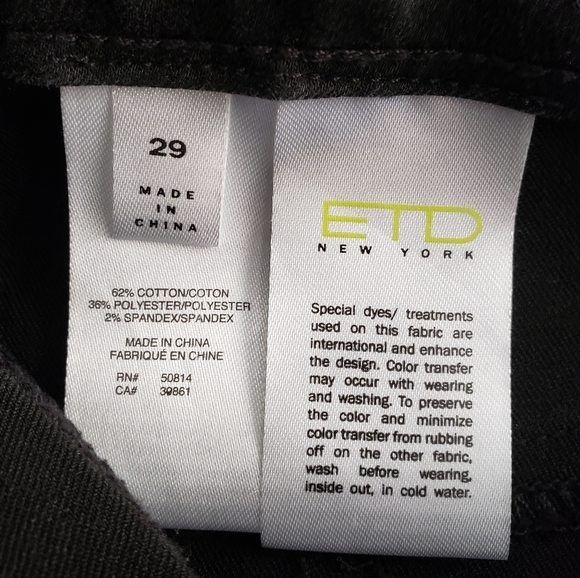 29
MADE
IN
CHINA
62% COTTON/COTON
36% POLYESTER/POLYESTER
2% SPANDEX/SPANDEX
MADE IN CHINA
FABRIQUÉ EN CHINE
RN# 50814
CA# 39861
ETD
NEW YORK
Special dyes/ treatments
used on this fabric are
international and enhance
the design. Color transfer
may occur with wearing
and washing. To preserve
the color and minimize
color transfer from rubbing
off on the other fabric,
wash before wearing,
inside out, in cold water.